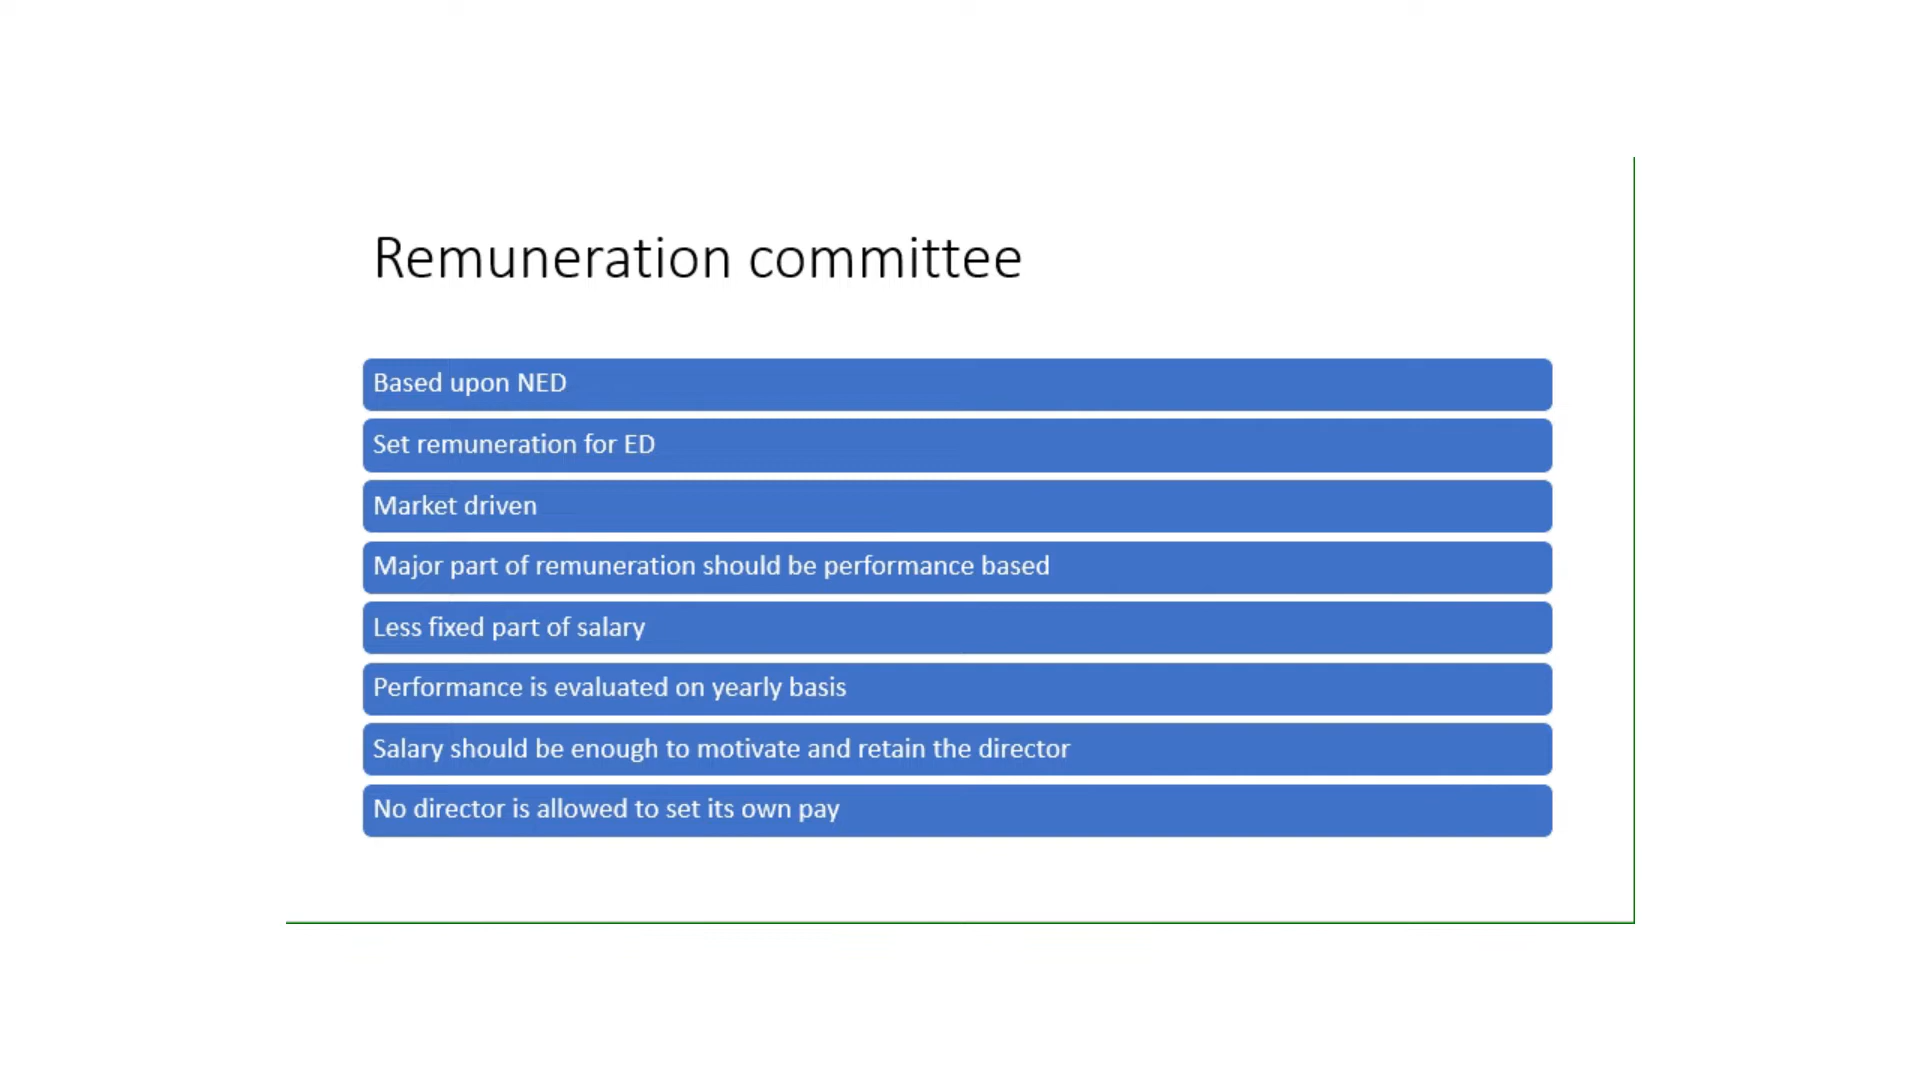 Remuneration committee
Based upon NED
Set remuneration for ED
Market driven
Major part of remuneration should be performance based
Less fixed part of salary
Performance is evaluated on yearly basis
Salary should be enough to motivate and retain the director
No director is allowed to set its own pay